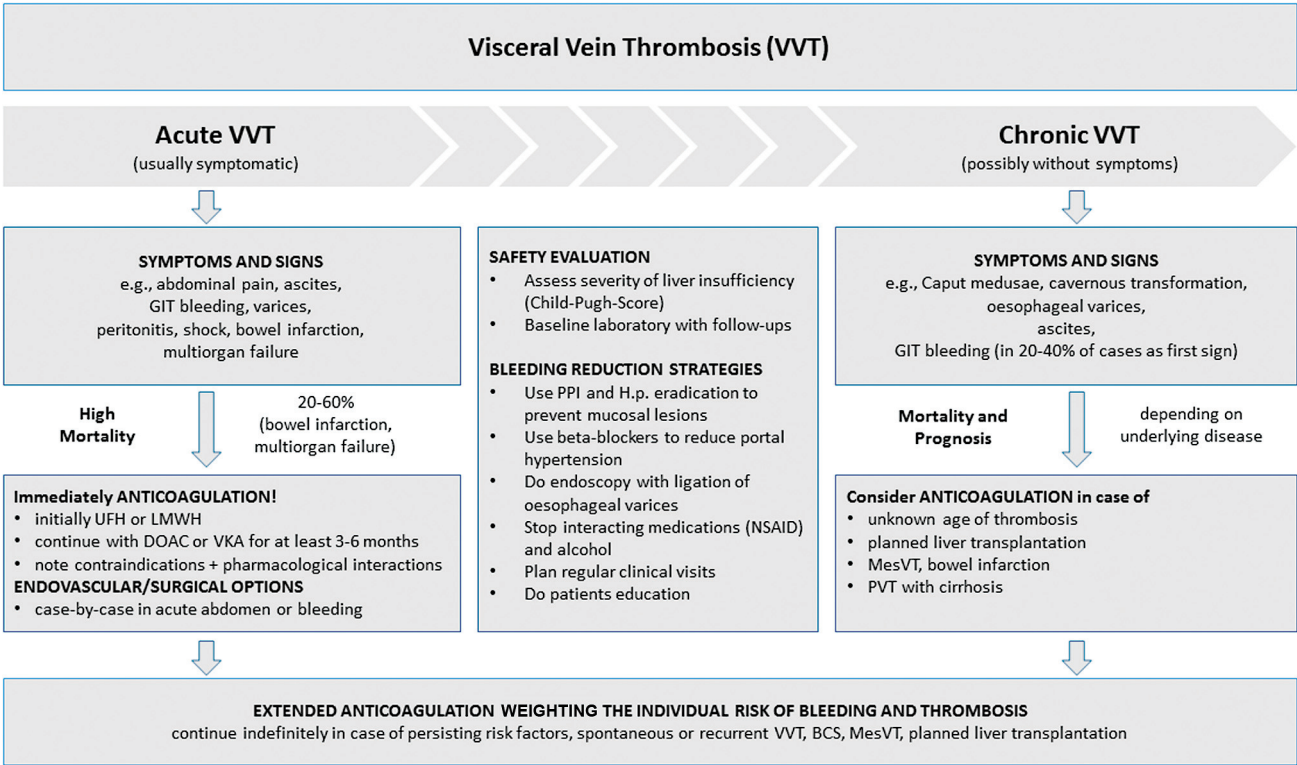 Visceral Vein Thrombosis (VVT)
Acute VVT
(usually symptomatic)
Chronic VVT
(possibly without symptoms)
SYMPTOMS AND SIGNS
e.g., abdominal pain, ascites,
GIT bleeding, varices,
peritonitis, shock, bowel infarction,
multiorgan failure
High
Mortality
20-60%
(bowel infarction,
multiorgan failure)
Immediately ANTICOAGULATION!
• initially UFH or LMWH
• continue with DOAC or VKA for at least 3-6 months
• note contraindications + pharmacological interactions
ENDOVASCULAR/SURGICAL OPTIONS
• case-by-case in acute abdomen or bleeding
SAFETY EVALUATION
• Assess severity of liver insufficiency
(Child-Pugh-Score)
• Baseline laboratory with follow-ups
BLEEDING REDUCTION STRATEGIES
• Use PPI and H.p. eradication to
prevent mucosal lesions
• Use beta-blockers to reduce portal
hypertension
• Do endoscopy with ligation of
oesophageal varices
• Stop interacting medications (NSAID)
and alcohol
• Plan regular clinical visits
• Do patients education
SYMPTOMS AND SIGNS
e.g., Caput medusae, cavernous transformation,
oesophageal varices,
ascites,
GIT bleeding (in 20-40% of cases as first sign)
Mortality and
Prognosis
depending on
underlying disease
Consider ANTICOAGULATION in case of
• unknown age of thrombosis
• planned liver transplantation
• MesVT, bowel infarction
• PVT with cirrhosis
EXTENDED ANTICOAGULATION WEIGHTING THE INDIVIDUAL RISK OF BLEEDING AND THROMBOSIS
continue indefinitely in case of persisting risk factors, spontaneous or recurrent VVT, BCS, MesVT, planned liver transplantation